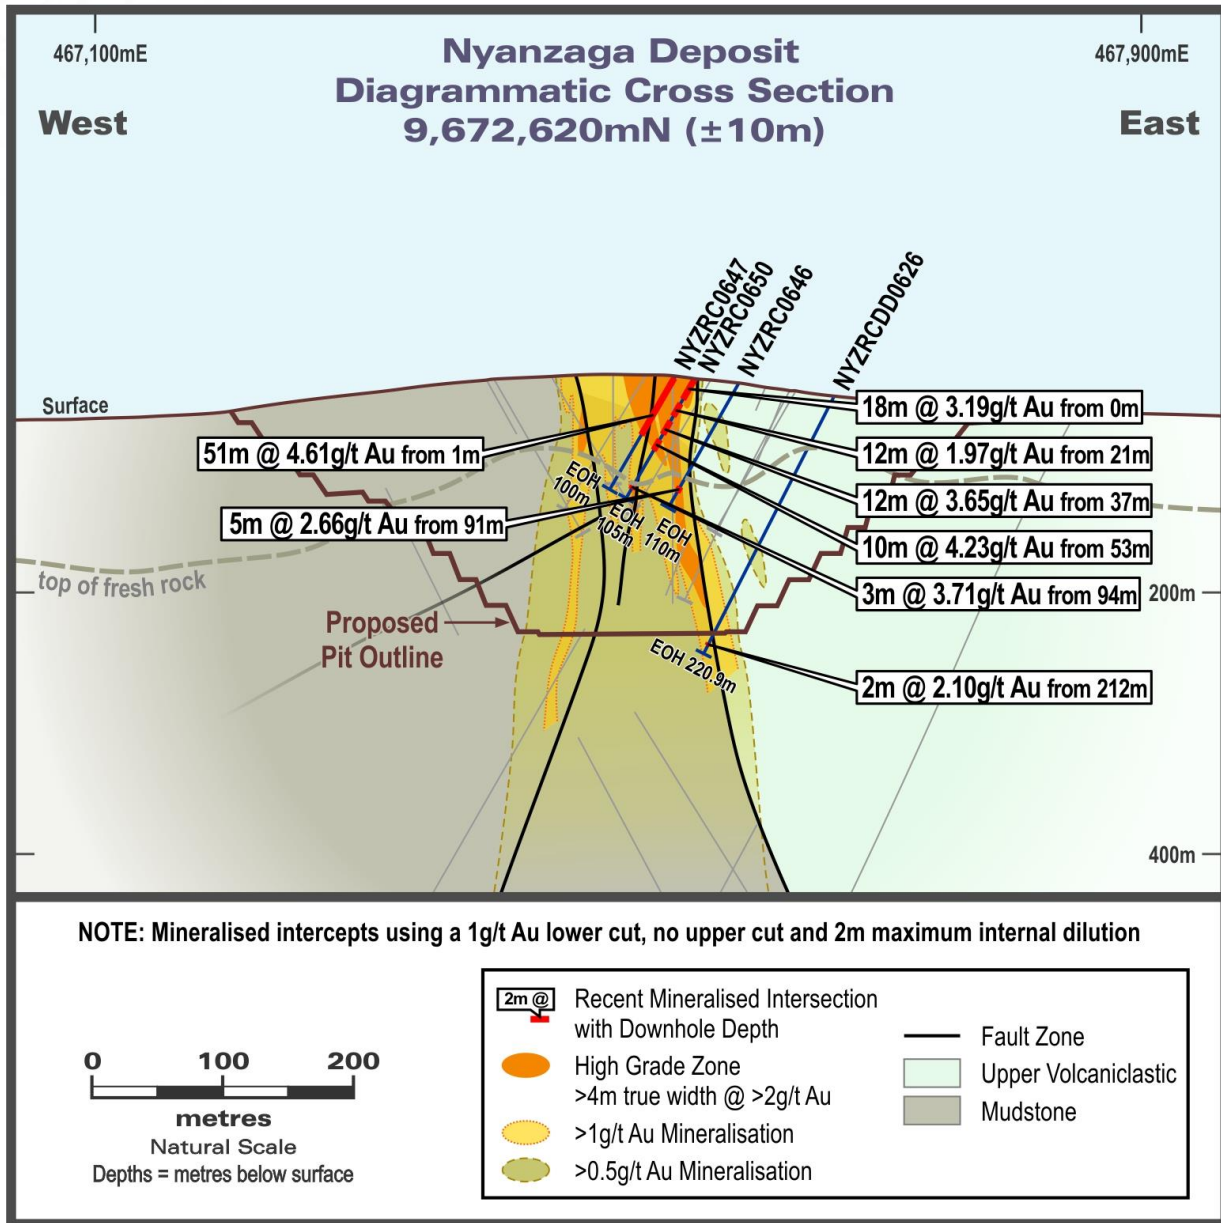 467,100mE
467,900mE
Nyanzaga Deposit
Diagrammatic Cross Section
9,672,620mN (±10m)
West
East
NYZRC0647
NYZRC0650
NYZRC0646
NYZRCDD0626
Surface
18m @ 3.19g/t Au from 0m
51m @ 4.61g/t Au from 1m
12m @ 1.97g/t Au from 21m
12m @ 3.65g/t Au from 37m
5m @ 2.66g/t Au from 91m
10m @ 4.23g/t Au from 53m
3m @ 3.71g/t Au from 94m
2m @ 2.10g/t Au from 212m
EOH
100m
EOH
105m
EOH
110m
EOH 220.9m
top of fresh rock
200m
Proposed
Pit Outline
400m
NOTE: Mineralised intercepts using a 1g/t Au lower cut, no upper cut and 2m maximum internal dilution
0 100 200
metres
Natural Scale
Depths = metres below surface
2m @
Recent Mineralised Intersection
with Downhole Depth
High Grade Zone
>4m true width @ >2g/t Au
>1g/t Au Mineralisation
>0.5g/t Au Mineralisation
Fault Zone
Upper Volcaniclastic
Mudstone